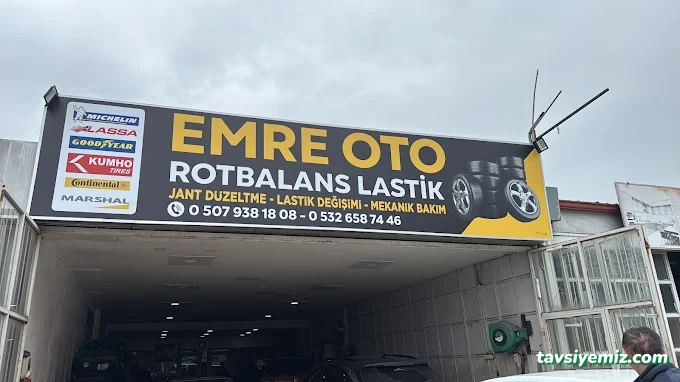 MICHELIN
LASSA
GOODYEAR
KUMHO
TIRES
Continental
MARSHAL
EMRE OTO
ROTBALANS LASTİK
JANT DÜZELTME - LASTİK DEĞİŞİMİ - MEKANİK BAKIM
0 507 938 18 08 - 0 532 658 74 46
tavsiyemiz.com